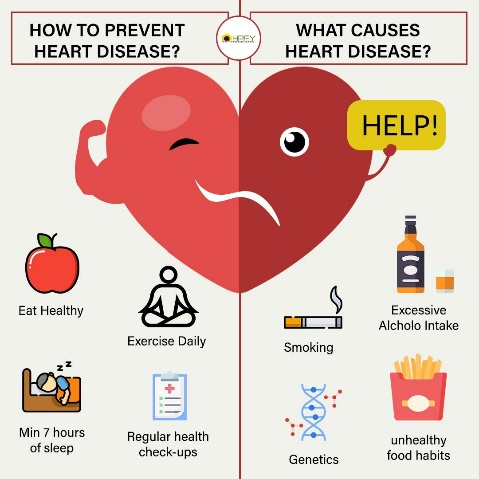 HOW TO PREVENT
HEART DISEASE?
WHAT CAUSES
HEART DISEASE?
HELP!
Eat Healthy
Exercise Daily
Min 7 hours
of sleep
Regular health
check-ups
Smoking
Excessive
Alcholo Intake
Genetics
unhealthy
food habits
z z